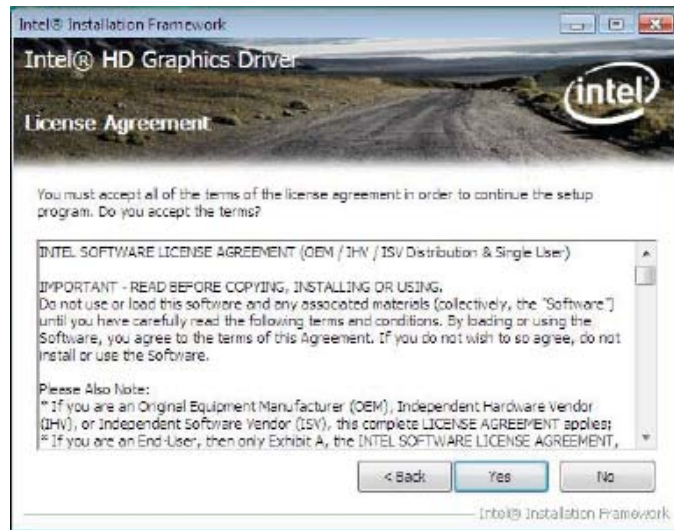 Intel® Installation Framework
Intel® HD Graphics Driver
intel
License Agreement
You must accept all of the terms of the license agreement in order to continue the setup
program. Do you accept the terms?
INTEL SOFTWARE LICENSE AGREEMENT (OEM / IHV / ISV Distribution & Single User)
IMPORTANT - READ BEFORE COPYING, INSTALLING OR USING.
Do not use or load this software and any associated materials (collectively, the "Software")
until you have carefully read the following terms and conditions. By loading or using the
Software, you agree to the terms of this Agreement. If you do not wish to so agree, do not
install or use the Software.
Please Also Note:
* If you are an Original Equipment Manufacturer (OEM), Independent Hardware Vendor
(IHV), or Independent Software Vendor (ISV), this complete LICENSE AGREEMENT applies;
* If you are an End-User, then only Exhibit A, the INTEL SOFTWARE LICENSE AGREEMENT,
< Back
Yes
No
Intel® Installation Framework